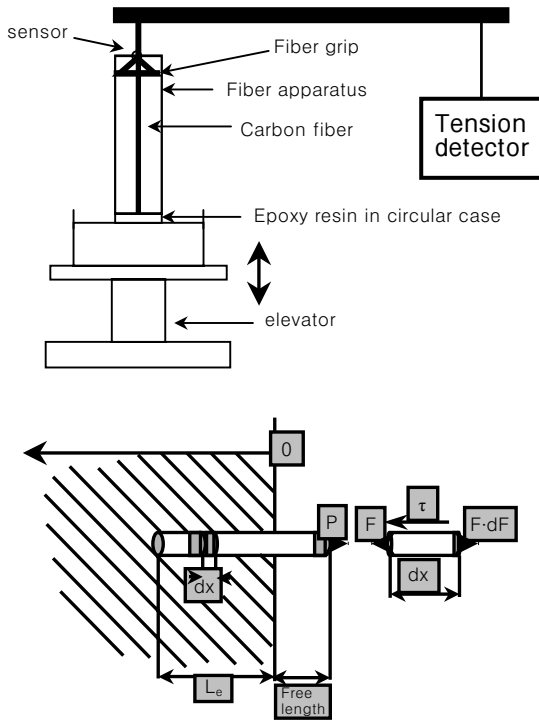 sensor
Fiber grip
Fiber apparatus
Carbon fiber
Tension
detector
Epoxy resin in circular case
elevator
0
P
F
τ
F·dF
dx
dx
Lₑ
Free
length